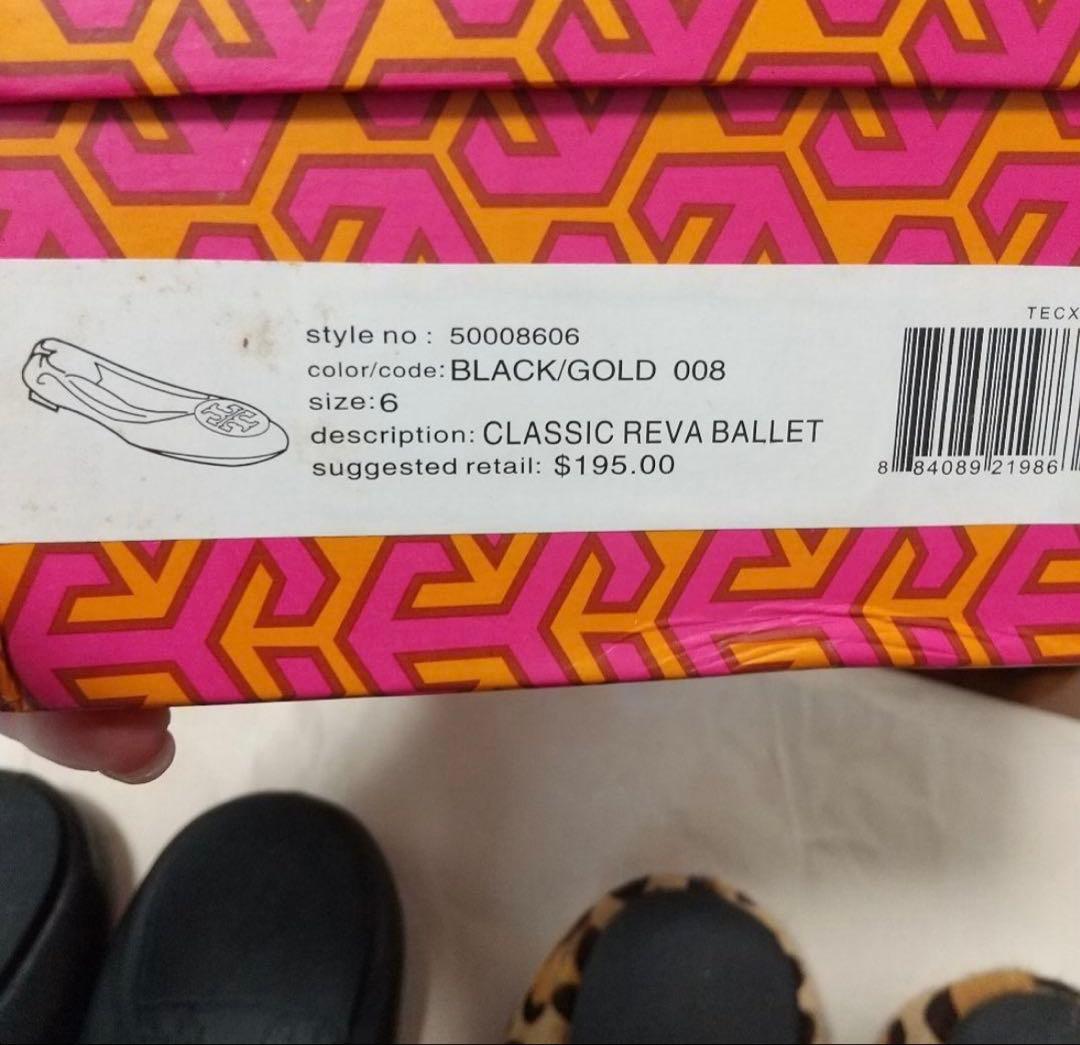 TECX
style no : 50008606
color/code: BLACK/GOLD 008
size: 6
description: CLASSIC REVA BALLET
suggested retail: $195.00
8 84089 21986